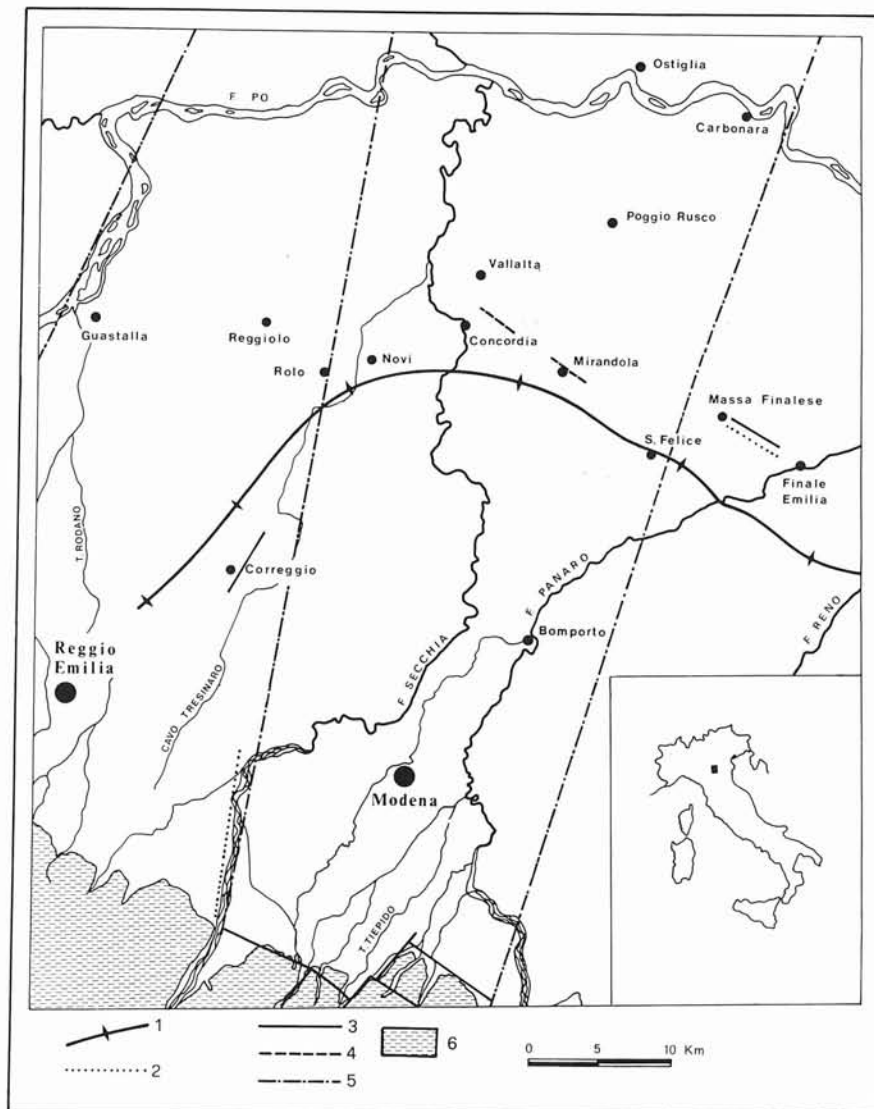 Ostiglia
F PO
Carbonara
Poggio Rusco
Vallalta
Guastalla
Reggiolo
Concordia
Rolo
Novi
Mirandola
Massa Finalese
S. Felice
Finale
Emilia
T. RODANO
Correggio
F PANARO
F RENO
Bomporto
Reggio
Emilia
F SECCHIA
CAVO TRESINARO
Modena
T. TIEPIDO
1
2
3
4
5
6
0 5 10 Km